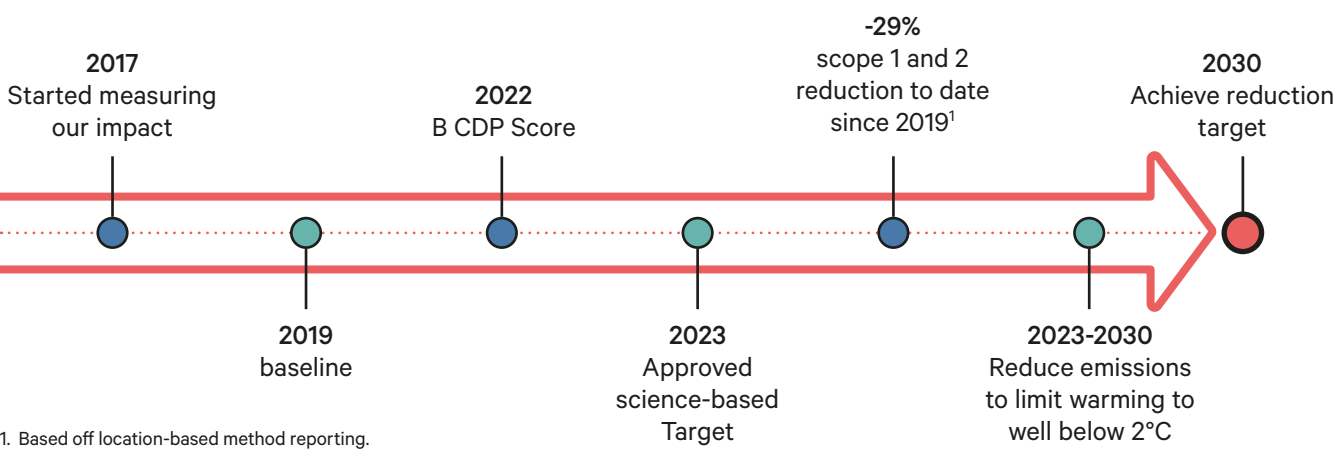 2017
Started measuring
our impact
2019
baseline
2022
B CDP Score
2023
Approved
science-based
Target
-29%
scope 1 and 2
reduction to date
since 2019¹
2023-2030
Reduce emissions
to limit warming to
well below 2°C
2030
Achieve reduction
target
1. Based off location-based method reporting.